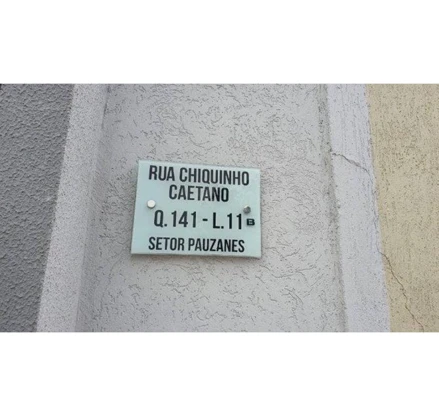 RUA CHIQUINHO
CAETANO
Q.141 - L.11
SETOR PAUZANES